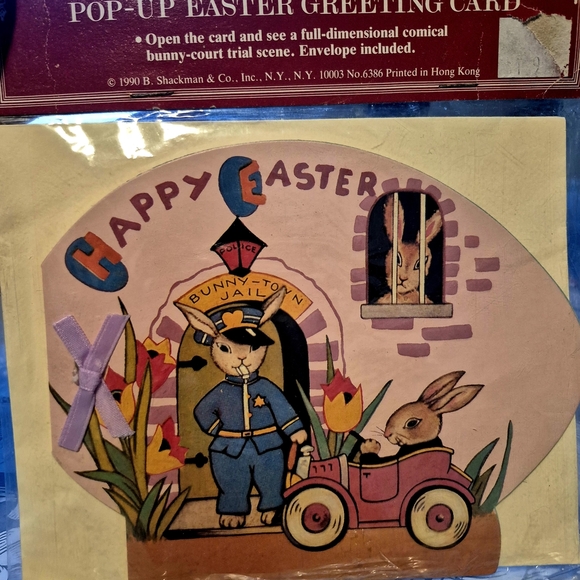 POP-UP EASTER GREETING CARD
• Open the card and see a full-dimensional comical
bunny-court trial scene. Envelope included.
© 1990 B. Shackman & Co., Inc., N.Y., N.Y. 10003 No.6386 Printed in Hong Kong
HAPPY EASTER
POLICE
BUNNY-TOWN
JAIL
777